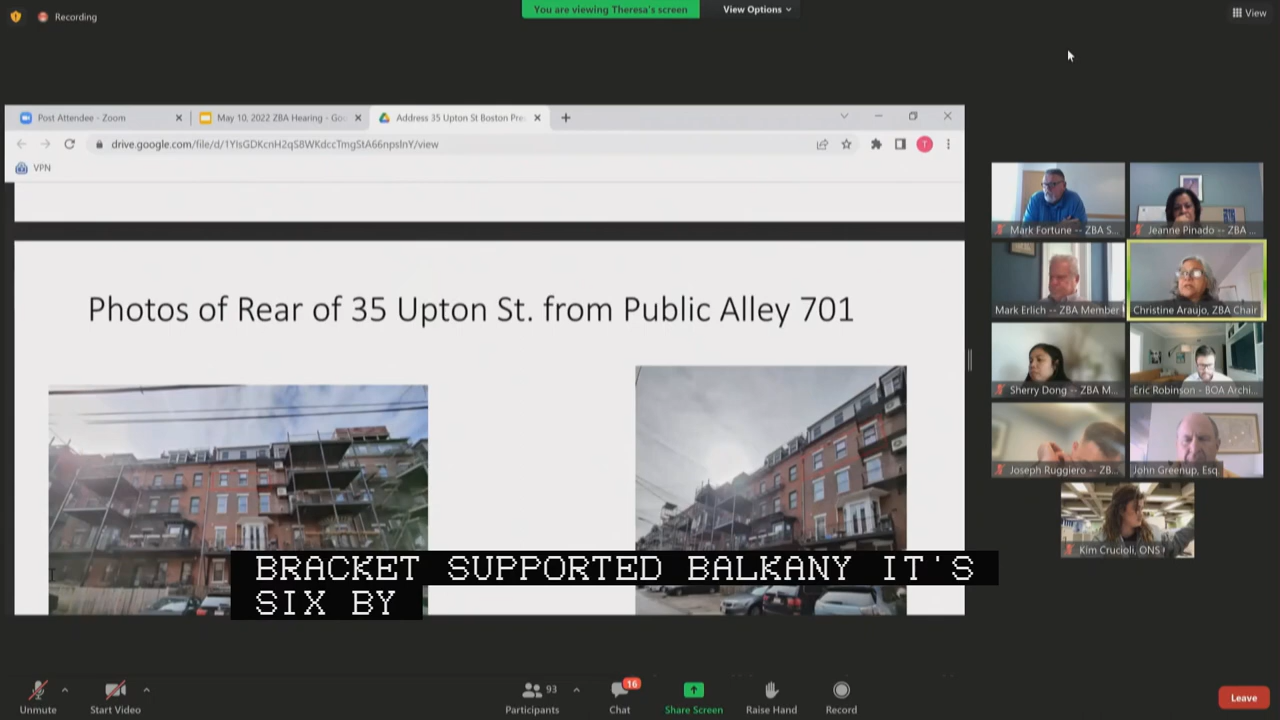 Recording
You are viewing Theresa's screen
View Options
View
Post Attendee - Zoom
May 10, 2022 ZBA Hearing - Goo
Address 35 Upton St Boston Pre
drive.google.com/file/d/1YIsGDKcnH2qS8WKdccTmgStA66npslnY/view
T
VPN
Photos of Rear of 35 Upton St. from Public Alley 701
Mark Fortune -- ZBA S...
Jeanne Pinado -- ZBA ...
Mark Erlich -- ZBA Member
Christine Araujo, ZBA Chair
Sherry Dong -- ZBA M...
Eric Robinson - BOA Archi...
Joseph Ruggiero -- ZB...
John Greenup, Esq
Kim Crucioli, ONS
BRACKET SUPPORTED BALKANY IT'S
SIX BY
Unmute
Start Video
93
Participants
16
Chat
Share Screen
Raise Hand
Record
Leave